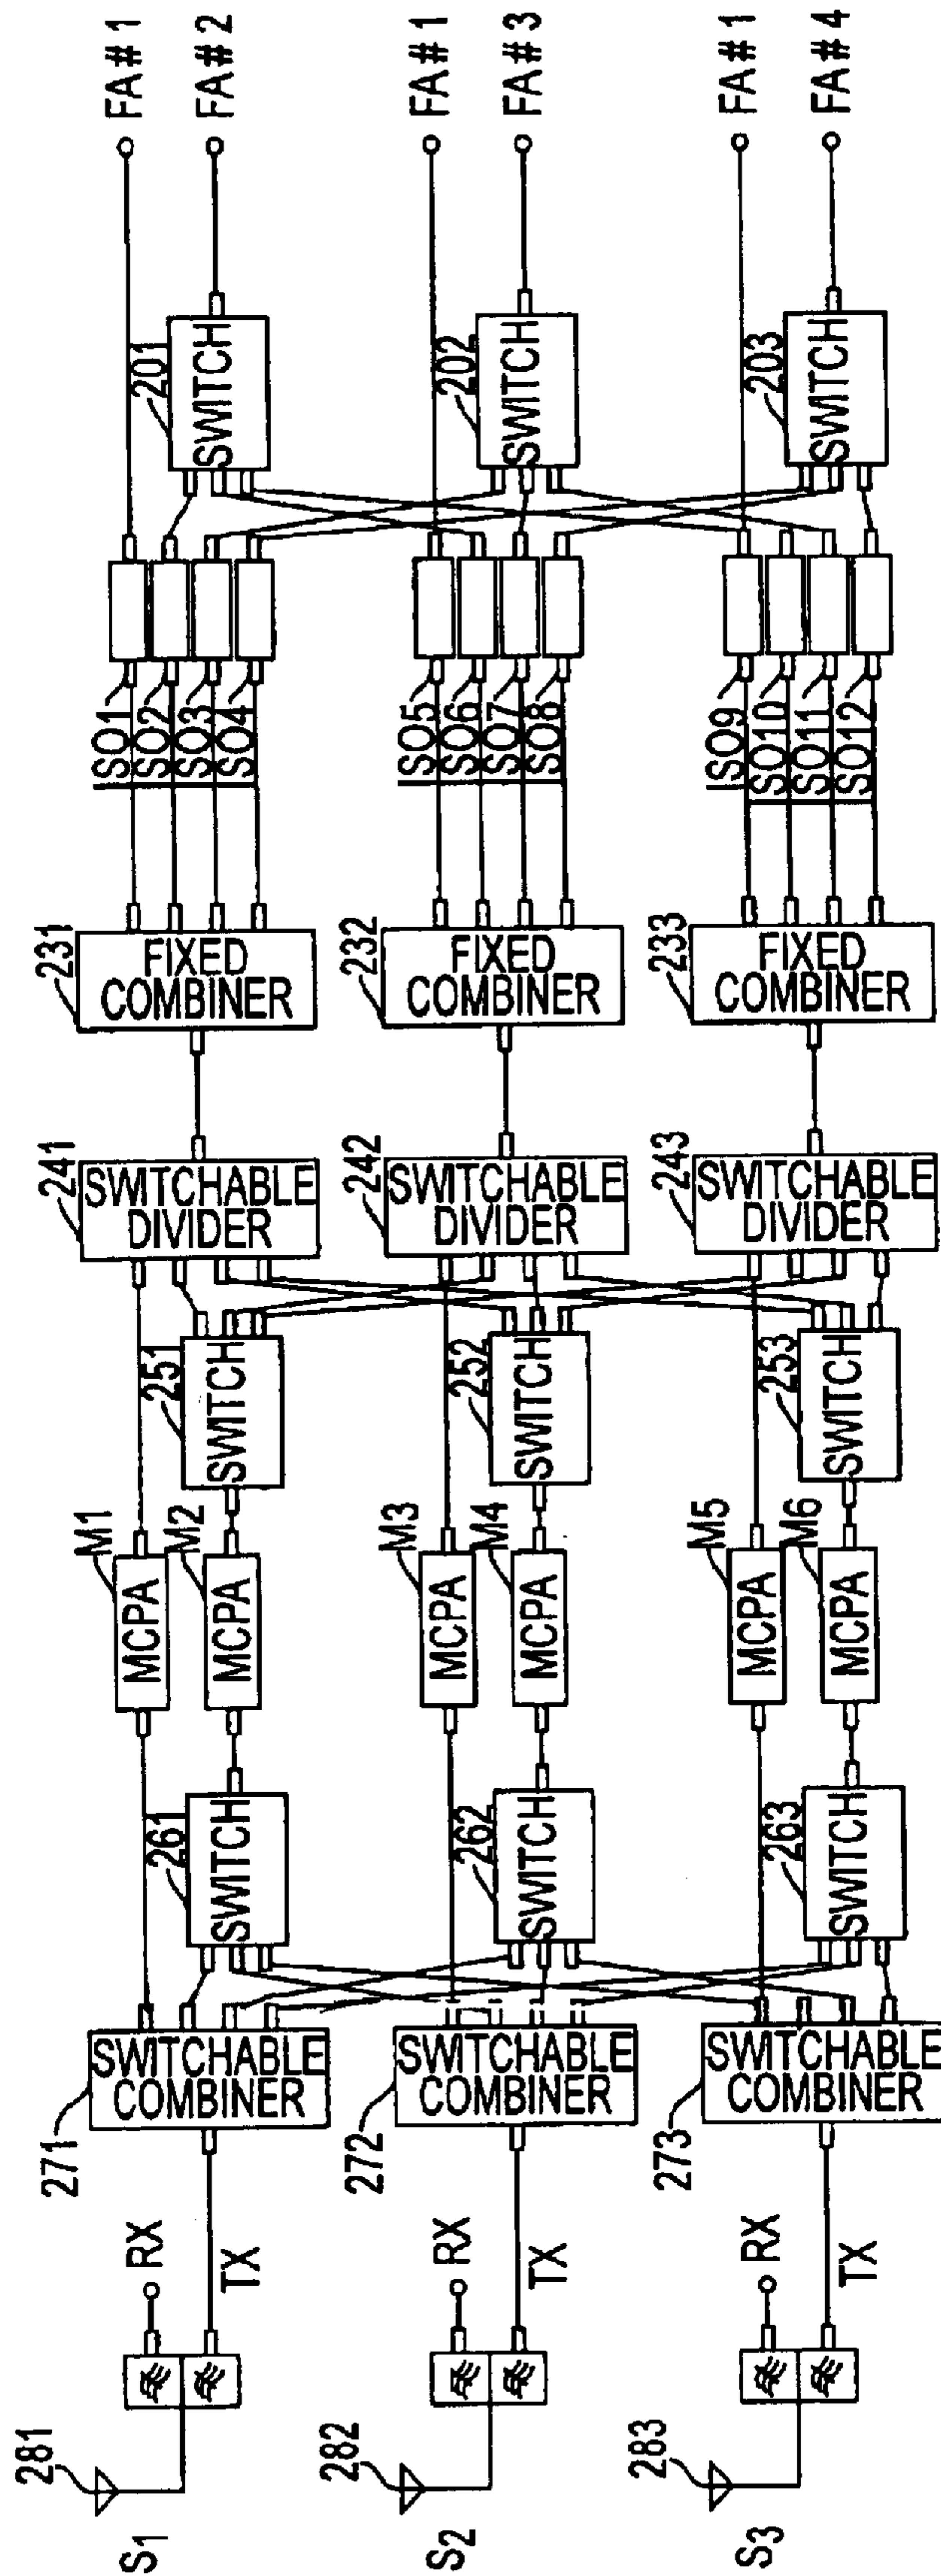 281
S1
RX
TX
271
SWITCHABLE
COMBINER
261
SWITCH
M1
MCPA
M2
MCPA
251
SWITCH
241
SWITCHABLE
DIVIDER
231
FIXED
COMBINER
ISO1
ISO2
ISO3
ISO4
201
SWITCH
FA#1
FA#2
282
S2
RX
TX
272
SWITCHABLE
COMBINER
262
SWITCH
M3
MCPA
M4
MCPA
252
SWITCH
242
SWITCHABLE
DIVIDER
232
FIXED
COMBINER
ISO5
ISO6
ISO7
ISO8
202
SWITCH
FA#1
FA#3
283
S3
RX
TX
273
SWITCHABLE
COMBINER
263
SWITCH
M5
MCPA
M6
MCPA
253
SWITCH
243
SWITCHABLE
DIVIDER
233
FIXED
COMBINER
ISO9
ISO10
ISO11
ISO12
203
SWITCH
FA#1
FA#4